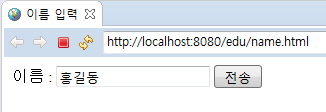 이름 입력
http://localhost:8080/edu/name.html
이름 : 홍길동 전송